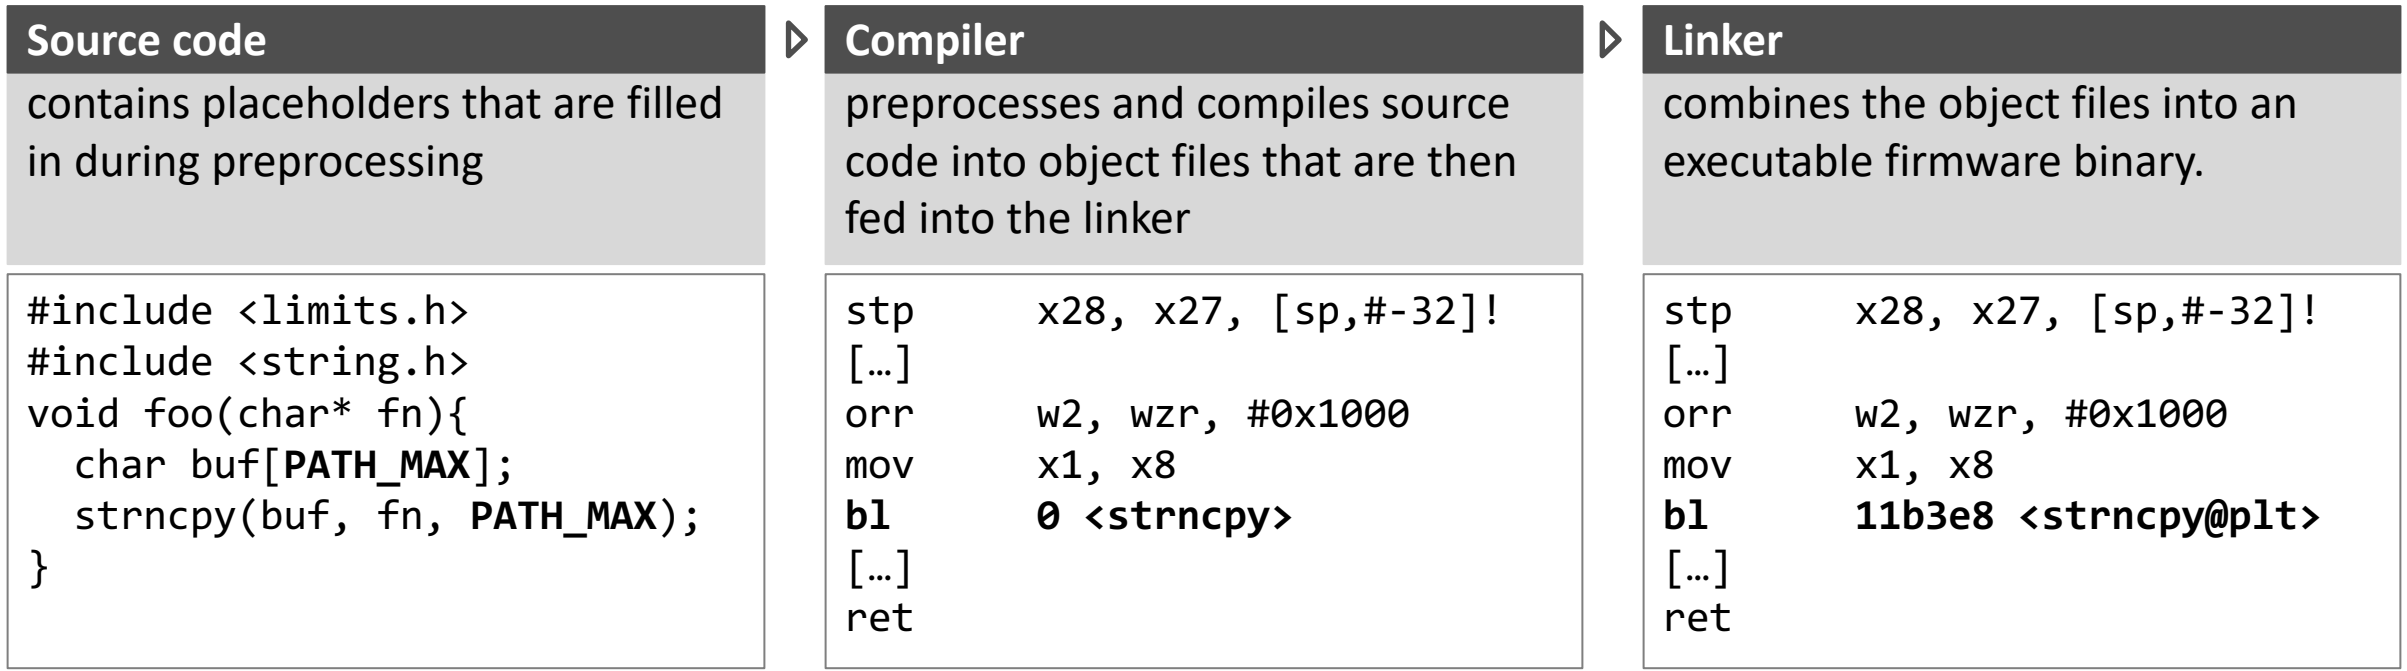 Source code
contains placeholders that are filled
in during preprocessing
#include <limits.h>
#include <string.h>
void foo(char* fn){
  char buf[PATH_MAX];
  strncpy(buf, fn, PATH_MAX);
}
Compiler
preprocesses and compiles source
code into object files that are then
fed into the linker
stp     x28, x27, [sp,#-32]!
[…]
orr     w2, wzr, #0x1000
mov     x1, x8
bl      0 <strncpy>
[…]
ret
Linker
combines the object files into an
executable firmware binary.
stp     x28, x27, [sp,#-32]!
[…]
orr     w2, wzr, #0x1000
mov     x1, x8
bl      11b3e8 <strncpy@plt>
[…]
ret